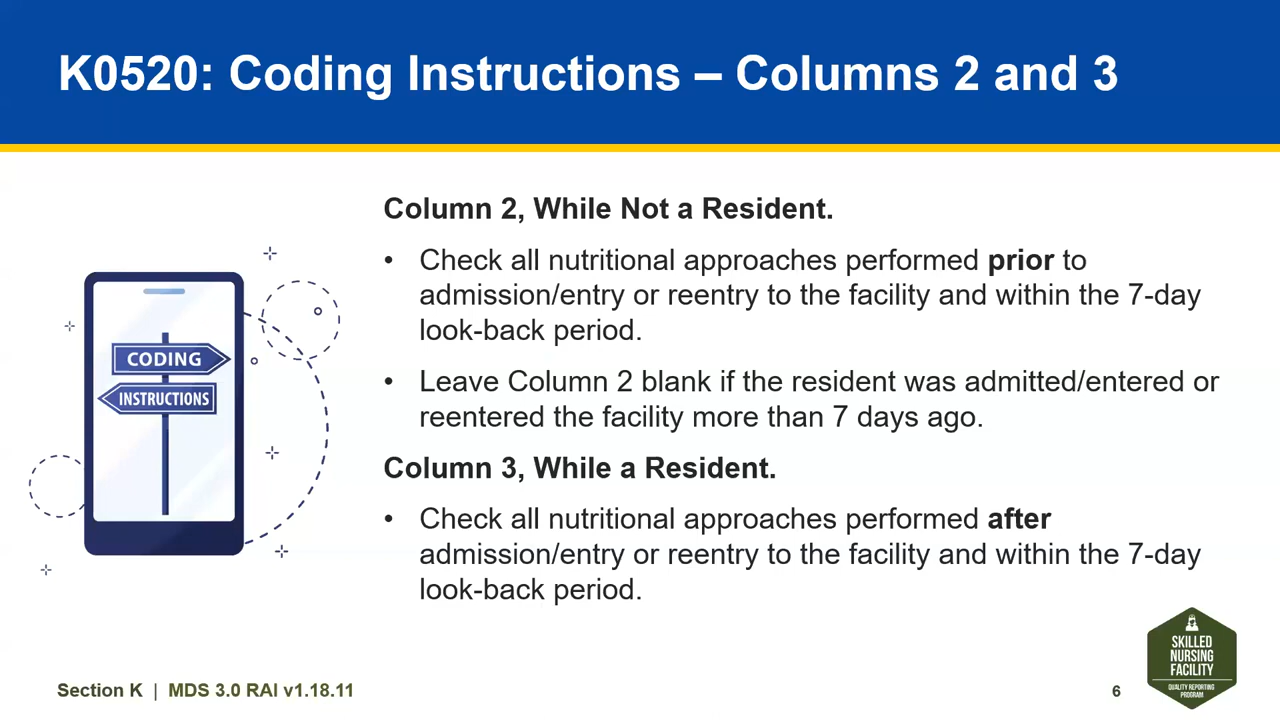 K0520: Coding Instructions – Columns 2 and 3
Column 2, While Not a Resident.
• Check all nutritional approaches performed prior to
admission/entry or reentry to the facility and within the 7-day
look-back period.
• Leave Column 2 blank if the resident was admitted/entered or
reentered the facility more than 7 days ago.
Column 3, While a Resident.
• Check all nutritional approaches performed after
admission/entry or reentry to the facility and within the 7-day
look-back period.
CODING
INSTRUCTIONS
SKILLED
NURSING
FACILITY
QUALITY REPORTING
PROGRAM
Section K | MDS 3.0 RAI v1.18.11
6